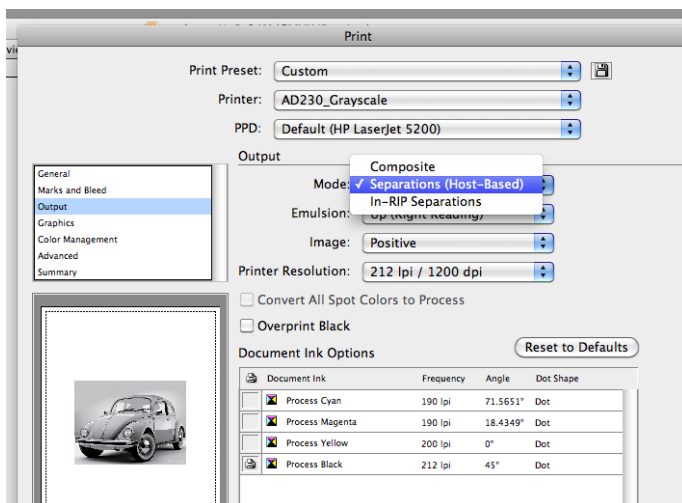 Print
Print Preset: Custom
Printer: AD230_Grayscale
PPD: Default (HP LaserJet 5200)
General
Marks and Bleed
Output
Graphics
Color Management
Advanced
Summary
Output
Mode:
Composite
✓ Separations (Host-Based)
In-RIP Separations
Emulsion: Up (Right Reading)
Image: Positive
Printer Resolution: 212 lpi / 1200 dpi
Convert All Spot Colors to Process
Overprint Black
Document Ink Options
Reset to Defaults
Document Ink Frequency Angle Dot Shape
Process Cyan 190 lpi 71.5651° Dot
Process Magenta 190 lpi 18.4349° Dot
Process Yellow 200 lpi 0° Dot
Process Black 212 lpi 45° Dot